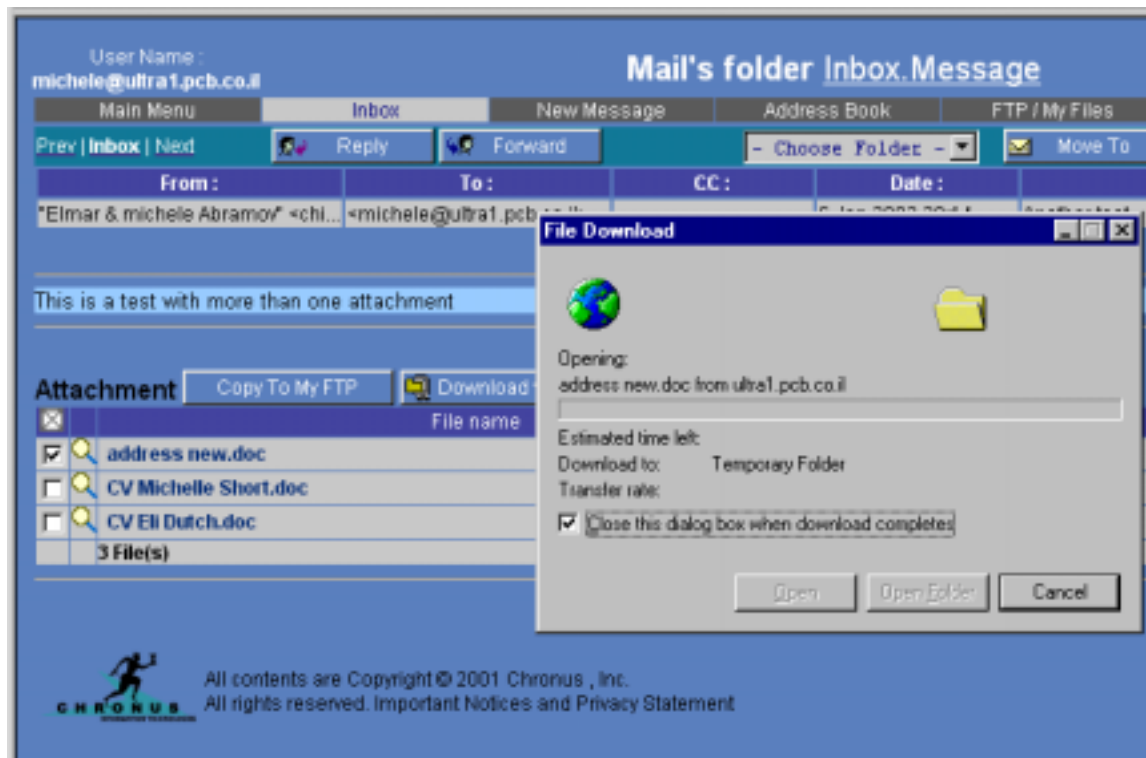 User Name :
michele@ultra1.pcb.co.il
Mail's folder Inbox.Message
Main Menu Inbox New Message Address Book FTP / My Files
Prev | Inbox | Next Reply Forward - Choose Folder - Move To
From : To : CC : Date :
"Elmar & michele Abramov" <chi... <michele@ultra1.pcb
File Download
This is a test with more than one attachment
Opening:
address new.doc from ultra1.pcb.co.il
Attachment Copy To My FTP Download
File name
Estimated time left:
address new.doc
Download to: Temporary Folder
CV Michelle Short.doc
Transfer rate:
CV Eli Dutch.doc
Close this dialog box when download completes
3 File(s)
Open Open Folder Cancel
All contents are Copyright © 2001 Chronus , Inc.
CHRONUS All rights reserved. Important Notices and Privacy Statement